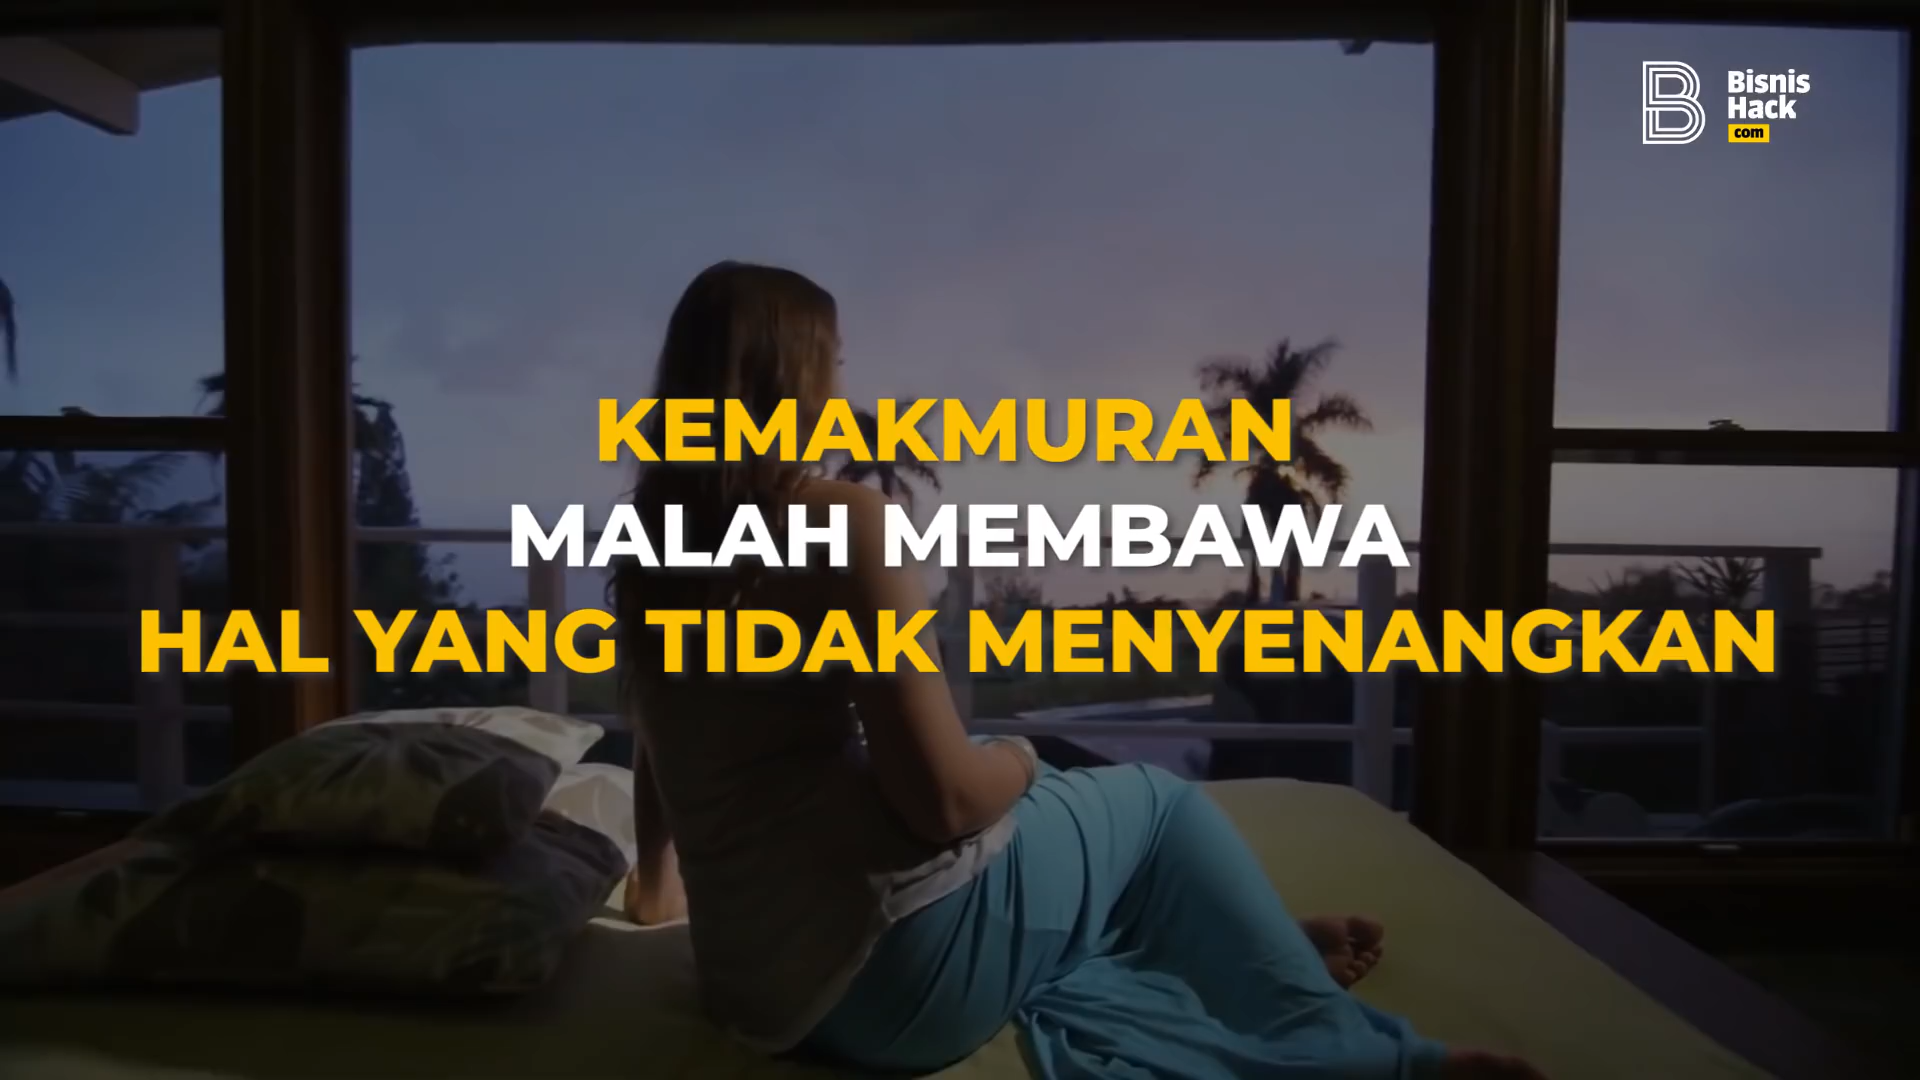 Bisnis
Hack
com
KEMAKMURAN
MALAH MEMBAWA
HAL YANG TIDAK MENYENANGKAN